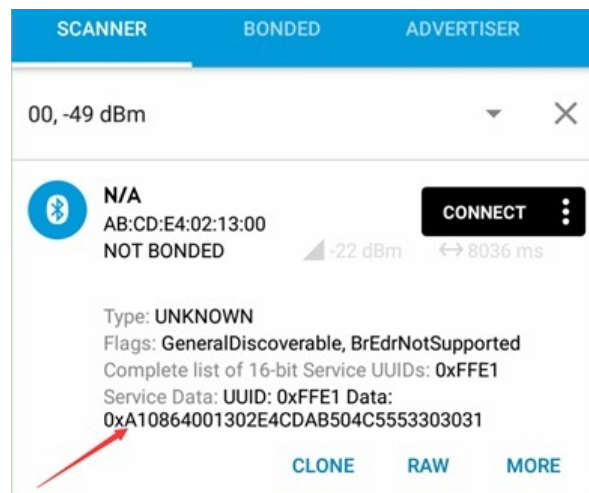 SCANNER BONDED ADVERTISER
00, -49 dBm
N/A
CONNECT
AB:CD:E4:02:13:00
NOT BONDED -22 dBm 8036 ms
Type: UNKNOWN
Flags: GeneralDiscoverable, BrEdrNotSupported
Complete list of 16-bit Service UUIDs: 0xFFE1
Service Data: UUID: 0xFFE1 Data:
0xA10864001302E4CDAB504C5553303031
CLONE RAW MORE